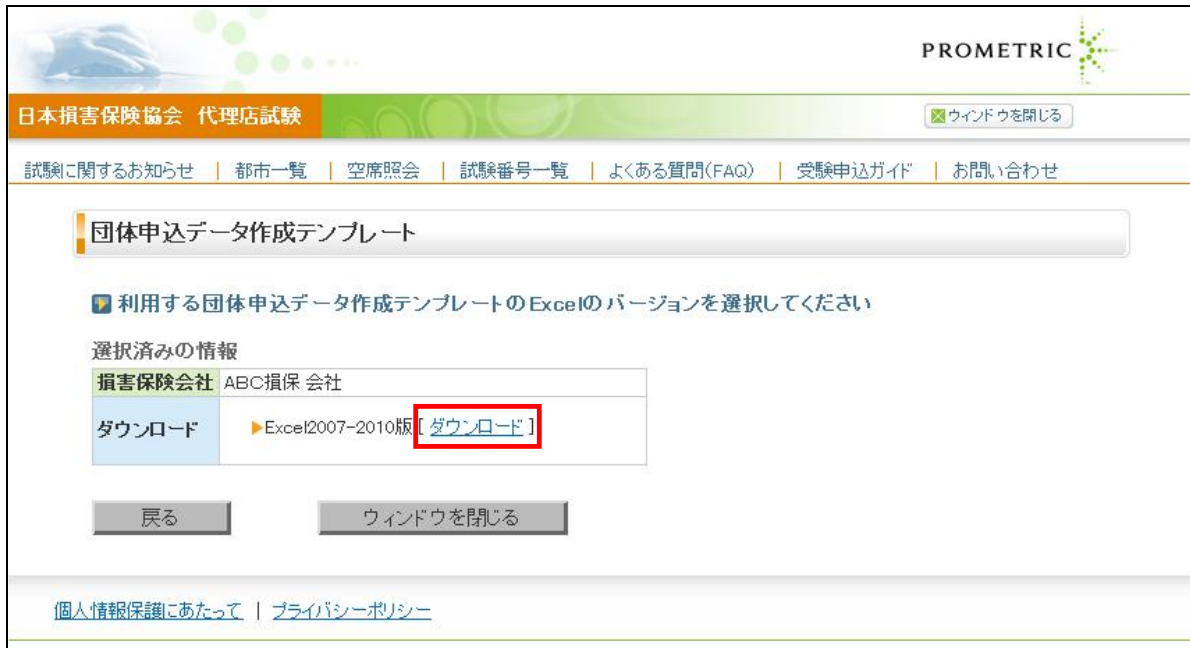 PROMETRIC
日本損害保険協会 代理店試験
ウィンドウを閉じる
試験に関するお知らせ | 都市一覧 | 空席照会 | 試験番号一覧 | よくある質問(FAQ) | 受験申込ガイド | お問い合わせ
団体申込データ作成テンプレート
利用する団体申込データ作成テンプレートのExcelのバージョンを選択してください
選択済みの情報
損害保険会社 ABC損保 会社
ダウンロード ▶Excel2007-2010版 [ ダウンロード ]
戻る ウィンドウを閉じる
個人情報保護にあたって | プライバシーポリシー